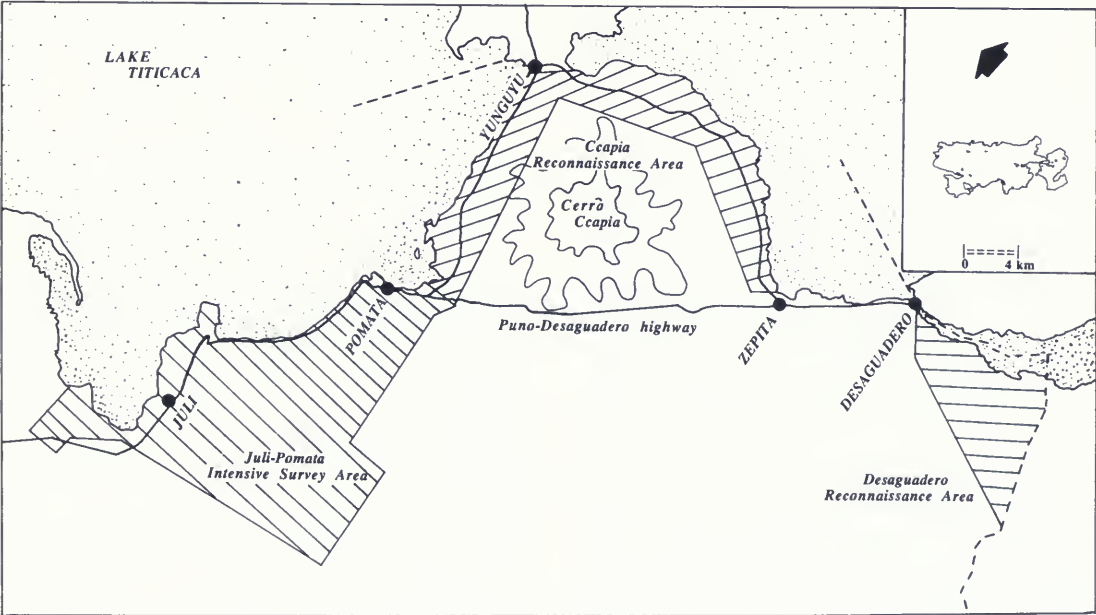 LAKE
TITICACA
YUNGUYU
Ccapia
Reconnaissance Area
Cerro
Ccapia
0 4 km
POMATA
Puno-Desaguadero highway
ZEPITA
DESAGUADERO
JULI
Juli-Pomata
Intensive Survey Area
Desaguadero
Reconnaissance Area